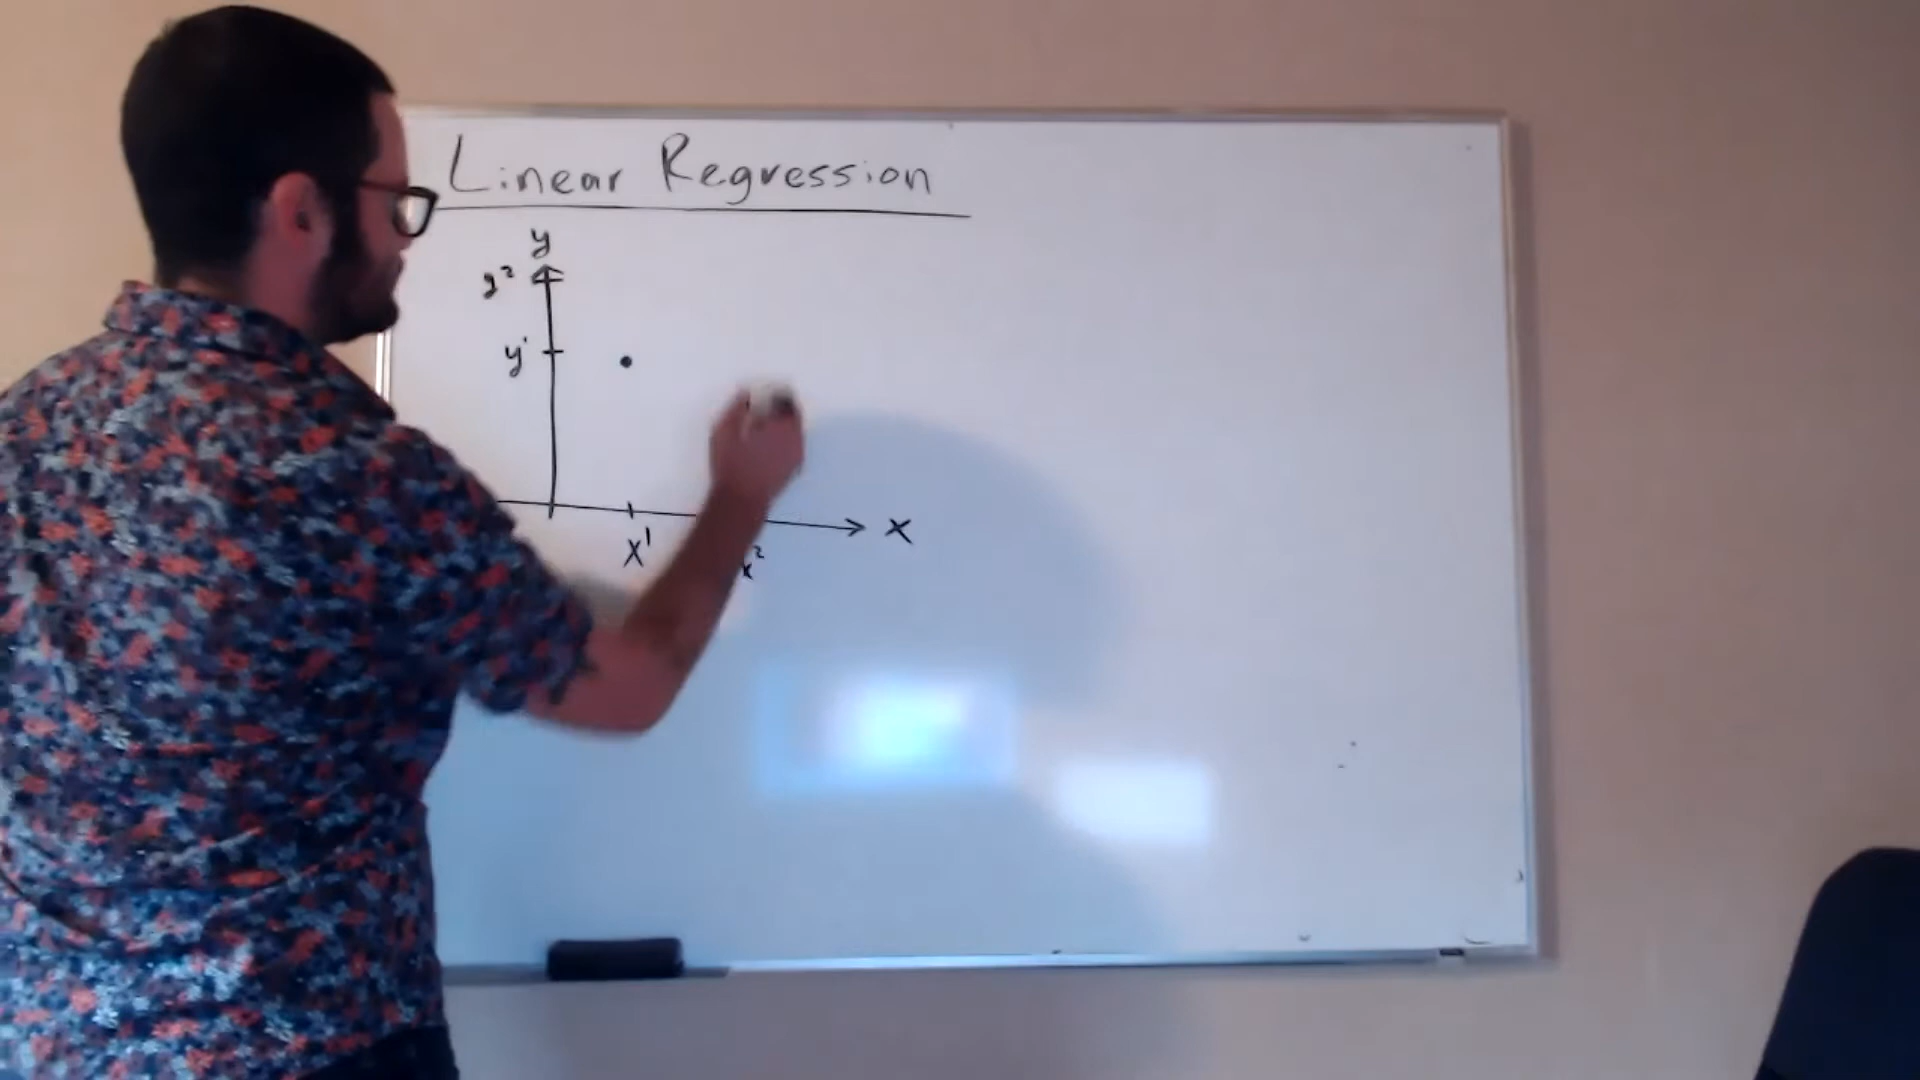 Linear Regression
y
y²
y¹
x
x¹
x²